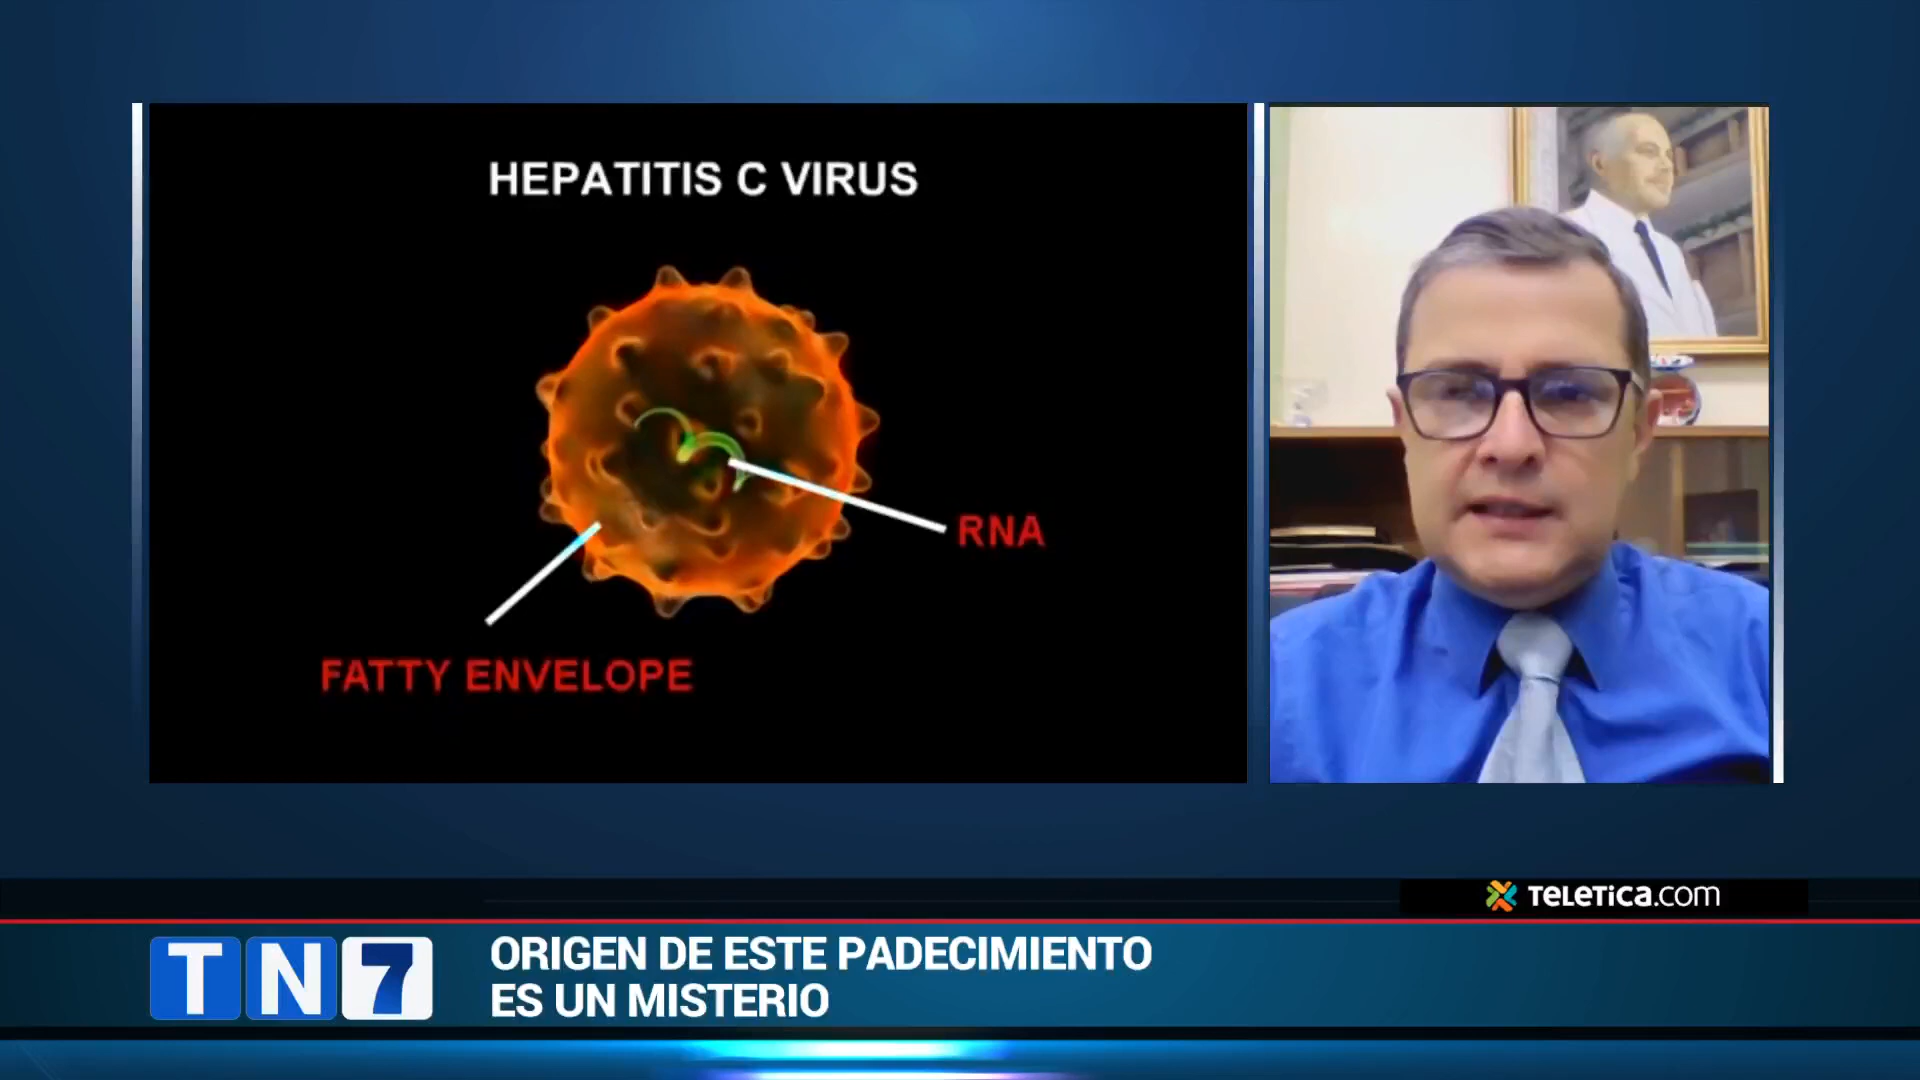 HEPATITIS C VIRUS
RNA
FATTY ENVELOPE
TELETICA.com
TN7
ORIGEN DE ESTE PADECIMIENTO
ES UN MISTERIO